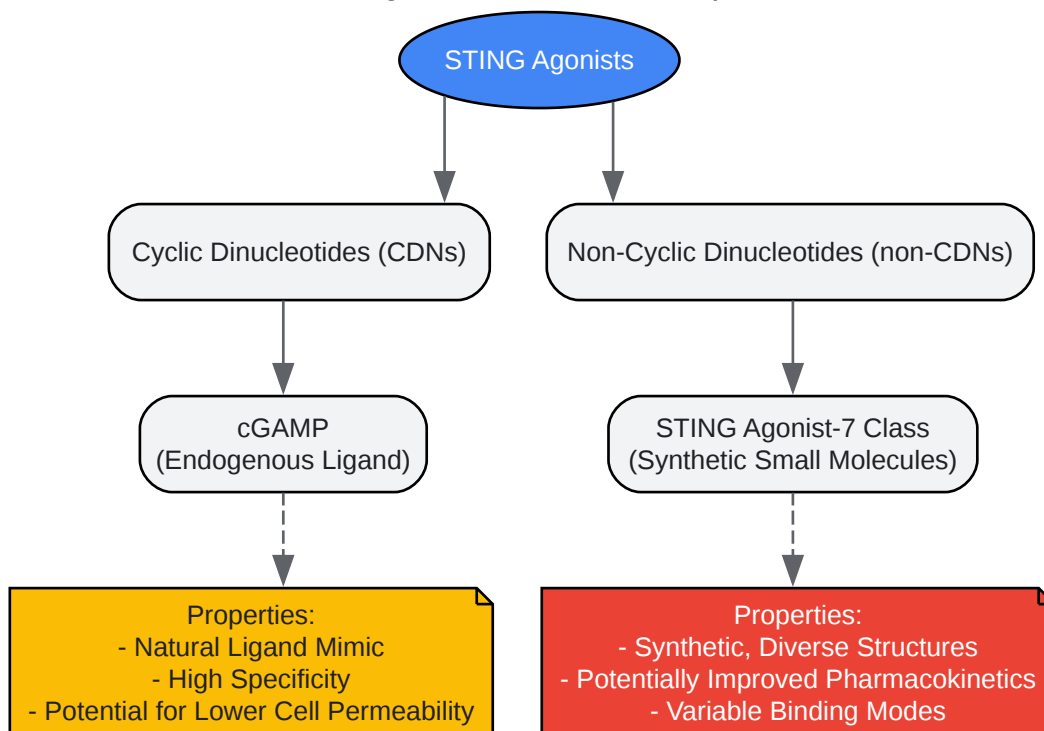 STING Agonists
Cyclic Dinucleotides (CDNs)
Non-Cyclic Dinucleotides (non-CDNs)
cGAMP
(Endogenous Ligand)
STING Agonist-7 Class
(Synthetic Small Molecules)
Properties:
- Natural Ligand Mimic
- High Specificity
- Potential for Lower Cell Permeability
Properties:
- Synthetic, Diverse Structures
- Potentially Improved Pharmacokinetics
- Variable Binding Modes